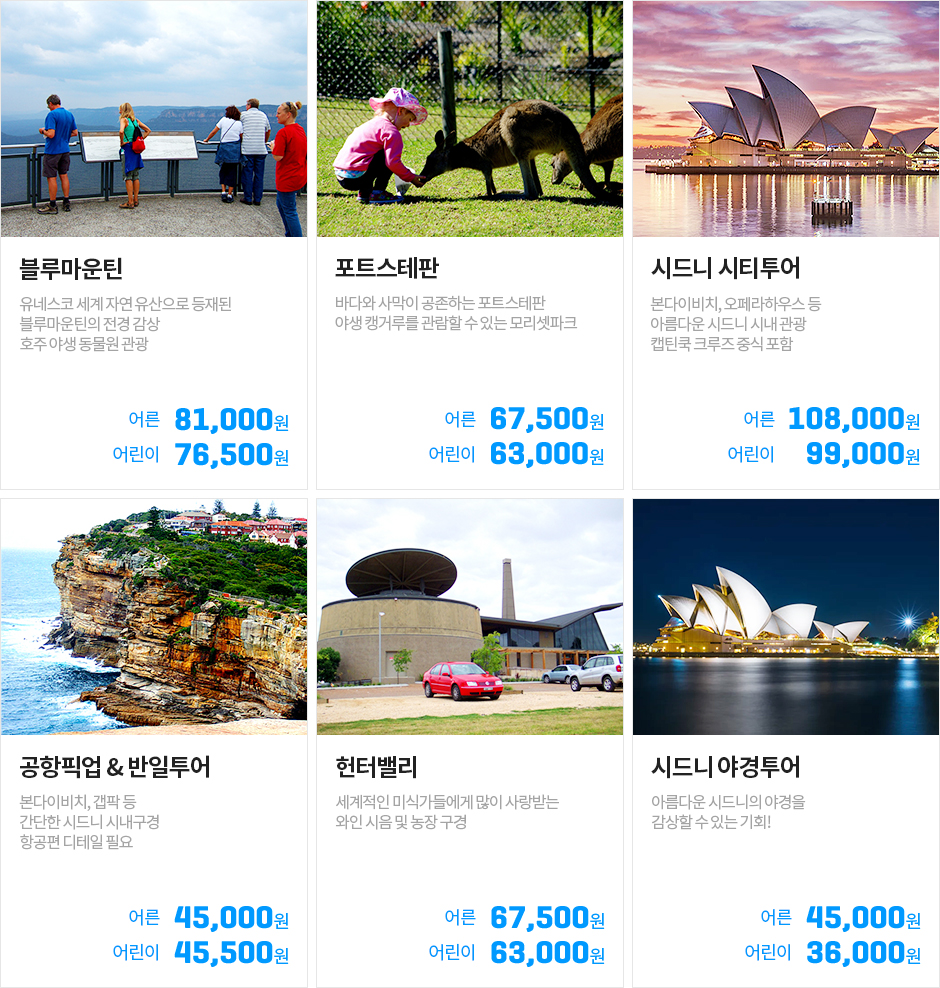 블루마운틴
유네스코 세계 자연 유산으로 등재된
블루마운틴의 전경 감상
호주 야생 동물원 관광
어른 81,000원
어린이 76,500원
포트스테판
바다와 사막이 공존하는 포트스테판
야생 캥거루를 관람할 수 있는 모리셋파크
어른 67,500원
어린이 63,000원
시드니 시티투어
본다이비치, 오페라하우스 등
아름다운 시드니 시내 관광
캡틴쿡 크루즈 중식 포함
어른 108,000원
어린이 99,000원
공항픽업 & 반일투어
본다이비치, 갭팍 등
간단한 시드니 시내구경
항공편 디테일 필요
어른 45,000원
어린이 45,500원
헌터밸리
세계적인 미식가들에게 많이 사랑받는
와인 시음 및 농장 구경
어른 67,500원
어린이 63,000원
시드니 야경투어
아름다운 시드니의 야경을
감상할 수 있는 기회!
어른 45,000원
어린이 36,000원